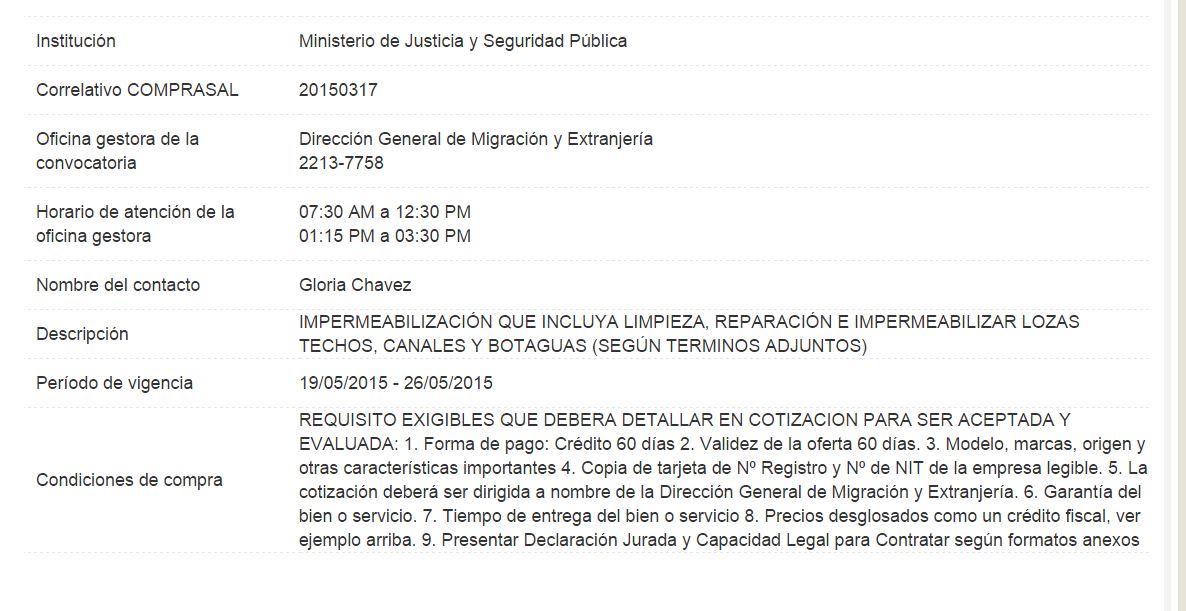 Institución Ministerio de Justicia y Seguridad Pública
Correlativo COMPRASAL 20150317
Oficina gestora de la convocatoria
Dirección General de Migración y Extranjería
2213-7758
Horario de atención de la oficina gestora
07:30 AM a 12:30 PM
01:15 PM a 03:30 PM
Nombre del contacto Gloria Chavez
Descripción
IMPERMEABILIZACIÓN QUE INCLUYA LIMPIEZA, REPARACIÓN E IMPERMEABILIZAR LOZAS
TECHOS, CANALES Y BOTAGUAS (SEGÚN TERMINOS ADJUNTOS)
Período de vigencia 19/05/2015 - 26/05/2015
Condiciones de compra
REQUISITO EXIGIBLES QUE DEBERA DETALLAR EN COTIZACION PARA SER ACEPTADA Y
EVALUADA: 1. Forma de pago: Crédito 60 días 2. Validez de la oferta 60 días. 3. Modelo, marcas, origen y
otras características importantes 4. Copia de tarjeta de Nº Registro y Nº de NIT de la empresa legible. 5. La
cotización deberá ser dirigida a nombre de la Dirección General de Migración y Extranjería. 6. Garantía del
bien o servicio. 7. Tiempo de entrega del bien o servicio 8. Precios desglosados como un crédito fiscal, ver
ejemplo arriba. 9. Presentar Declaración Jurada y Capacidad Legal para Contratar según formatos anexos